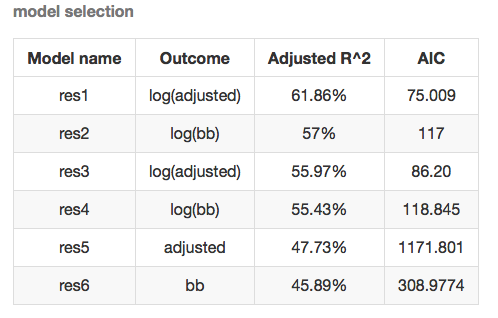 model selection
Model name Outcome Adjusted R^2 AIC
res1 log(adjusted) 61.86% 75.009
res2 log(bb) 57% 117
res3 log(adjusted) 55.97% 86.20
res4 log(bb) 55.43% 118.845
res5 adjusted 47.73% 1171.801
res6 bb 45.89% 308.9774